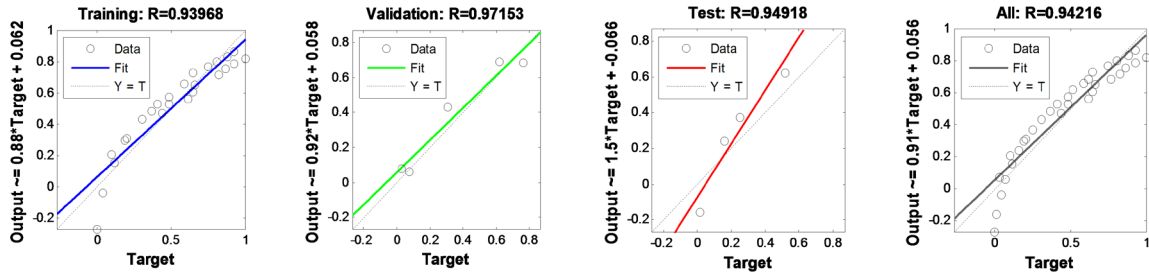 Training: R=0.93968
Output ~= 0.88*Target + 0.062
1
0.8
0.6
0.4
0.2
0
-0.2
Data
Fit
Y = T
0 0.5 1
Target
Validation: R=0.97153
Output ~= 0.92*Target + 0.058
0.8
0.6
0.4
0.2
0
-0.2
Data
Fit
Y = T
-0.2 0 0.2 0.4 0.6 0.8
Target
Test: R=0.94918
Output ~= 1.5*Target + -0.066
0.8
0.6
0.4
0.2
0
-0.2
Data
Fit
Y = T
-0.2 0 0.2 0.4 0.6 0.8
Target
All: R=0.94216
Output ~= 0.91*Target + 0.056
1
0.8
0.6
0.4
0.2
0
-0.2
Data
Fit
Y = T
0 0.5 1
Target